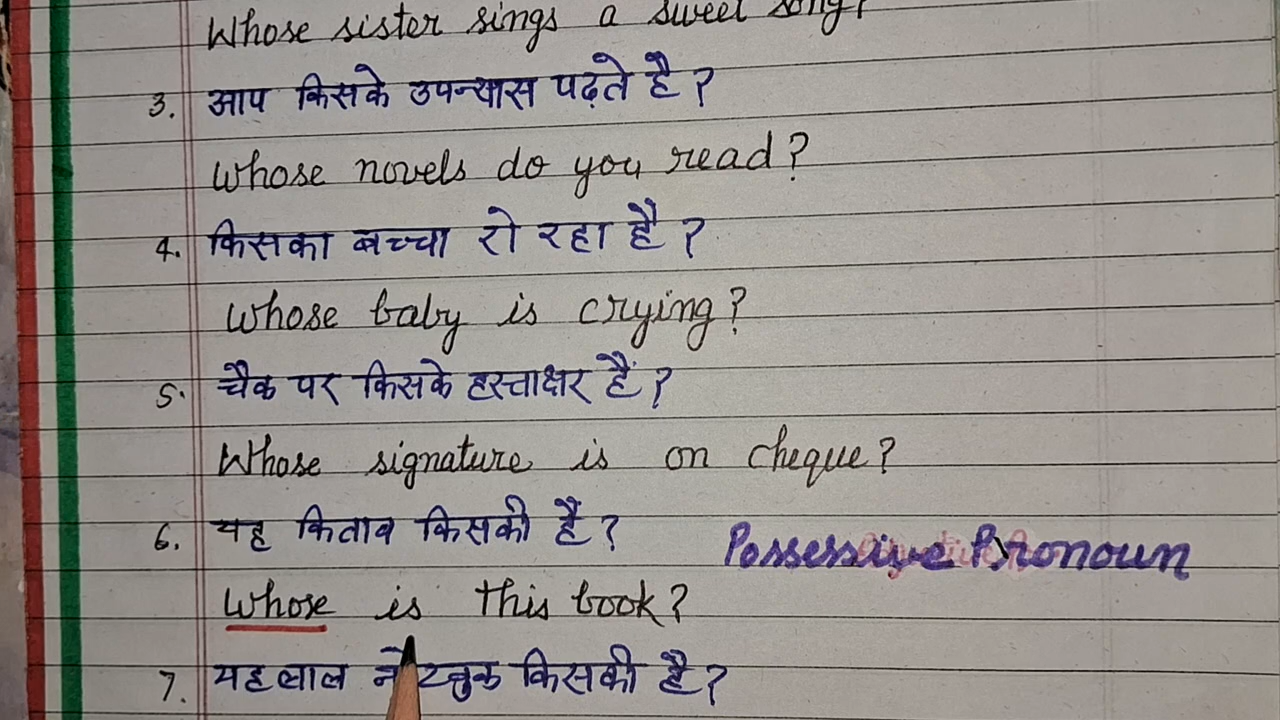 Whose sister sings a sweet song?
3. आप किसके उपन्यास पढ़ते है ?
Whose novels do you read?
4. किसका बच्चा रो रहा है ?
Whose baby is crying?
5. चैक पर किसके हस्ताक्षर हैं ?
Whose signature is on cheque?
6. यह किताब किसकी है ? Possessive Pronoun
Whose is this book?
7. यह लाल किसकी है ?